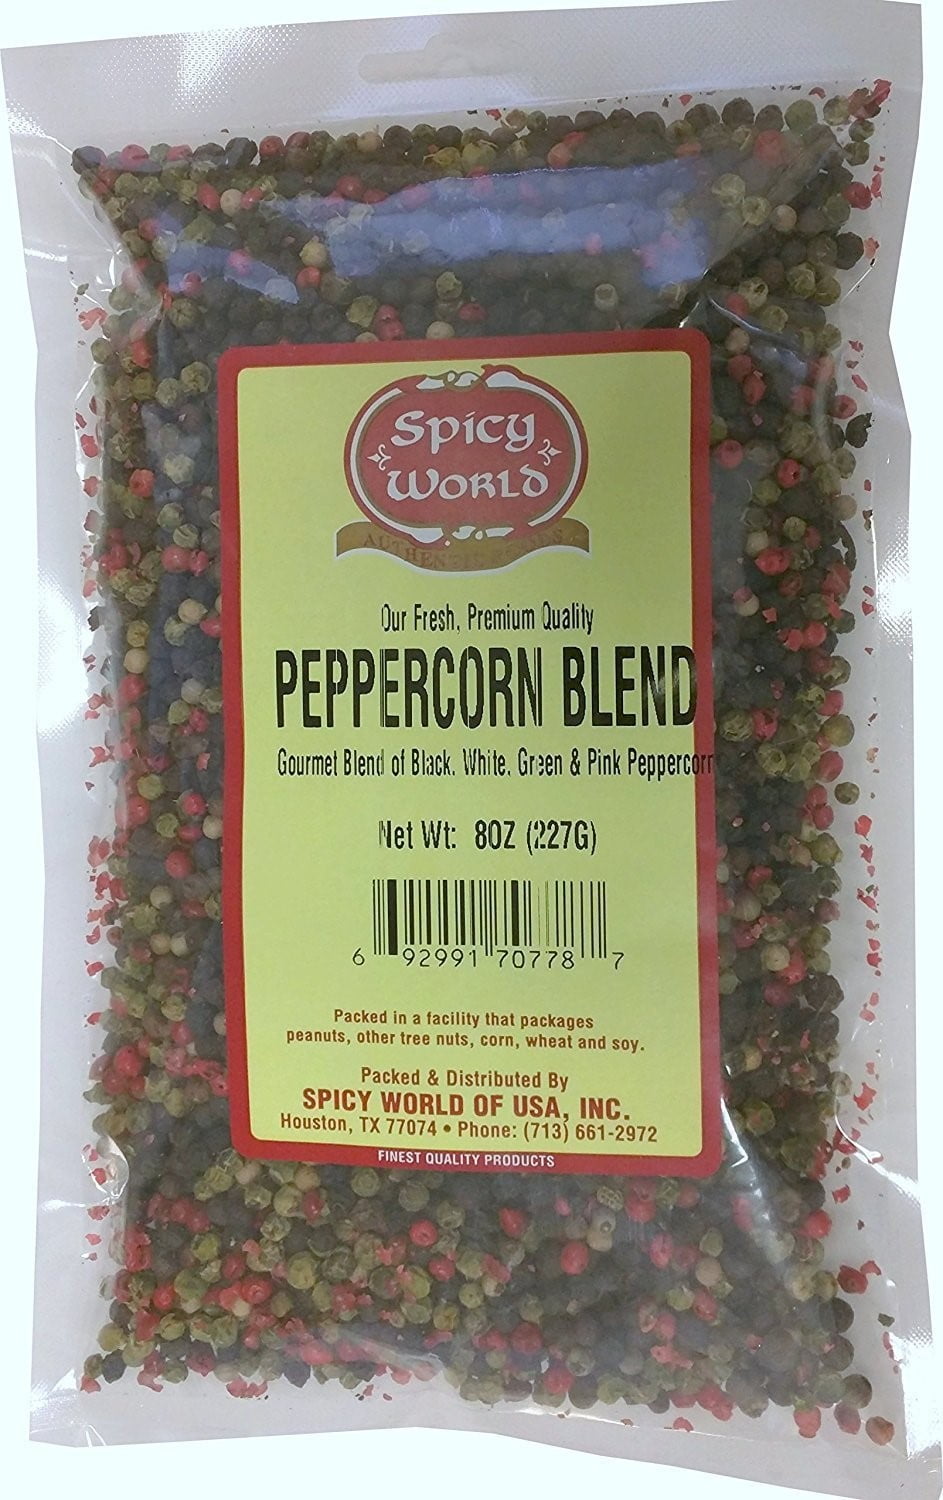 Spicy
World
AUTHENTIC FOODS
Our Fresh, Premium Quality
PEPPERCORN BLEND
Gourmet Blend of Black, White, Green & Pink Peppercorn
Net Wt: 8OZ (227G)
6 92991 70778 7
Packed in a facility that packages
peanuts, other tree nuts, corn, wheat and soy.
Packed & Distributed By
SPICY WORLD OF USA, INC.
Houston, TX 77074 • Phone: (713) 661-2972
FINEST QUALITY PRODUCTS